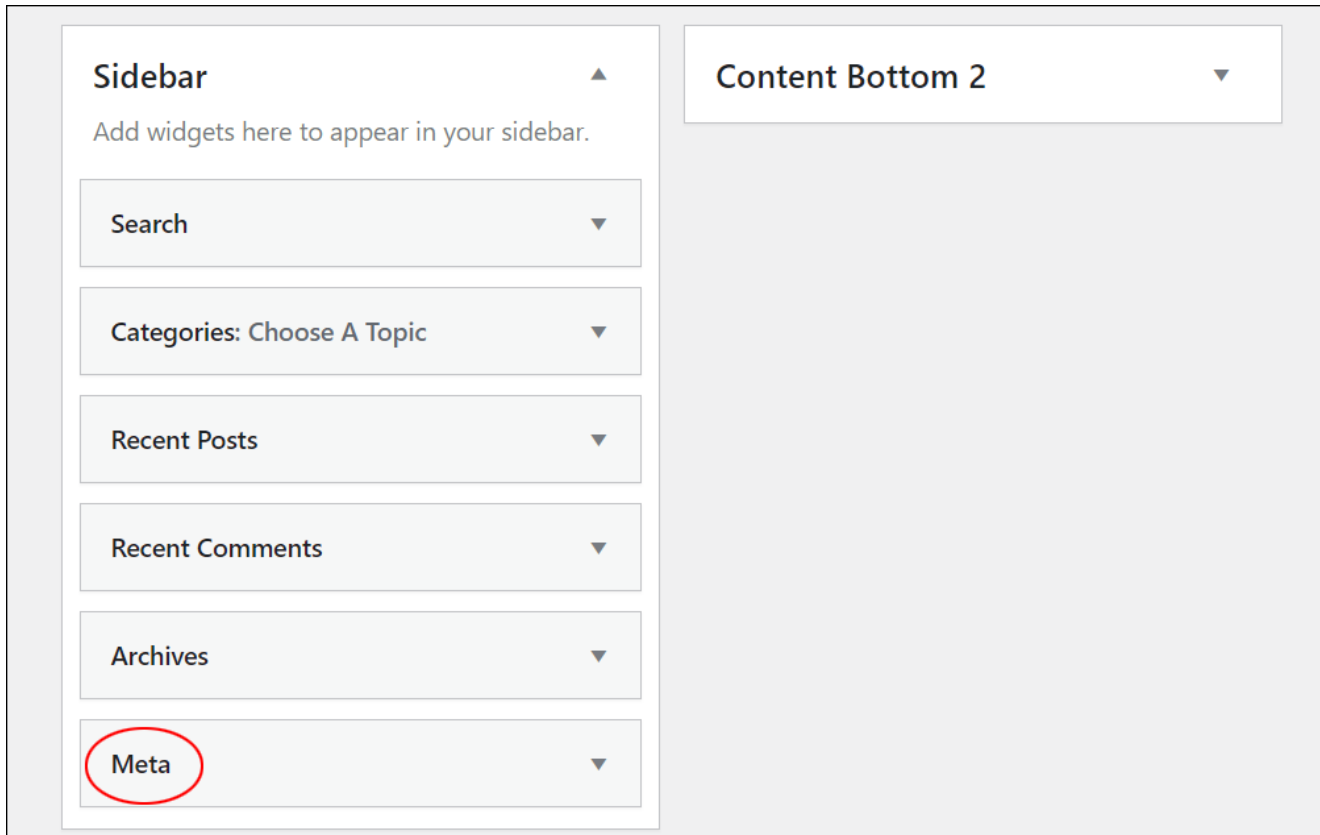 Sidebar
Add widgets here to appear in your sidebar.
Search
Categories: Choose A Topic
Recent Posts
Recent Comments
Archives
Meta
Content Bottom 2